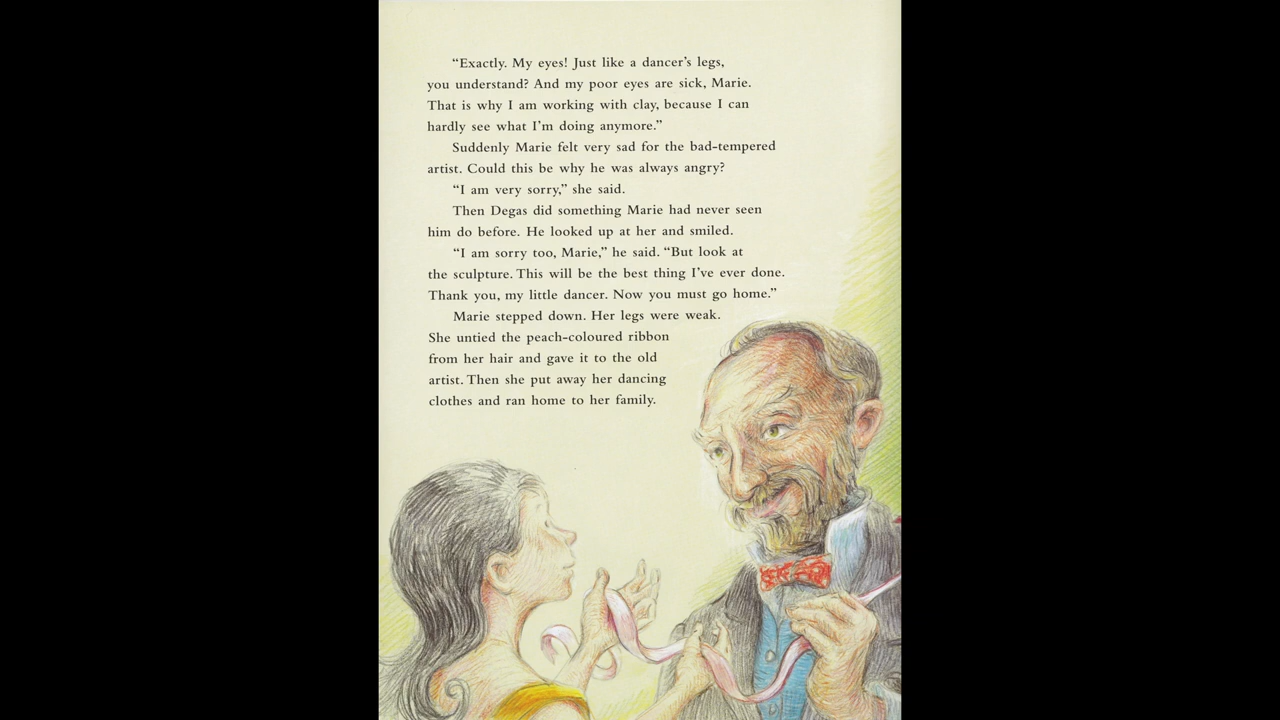 “Exactly. My eyes! Just like a dancer’s legs,
you understand? And my poor eyes are sick, Marie.
That is why I am working with clay, because I can
hardly see what I’m doing anymore.”
Suddenly Marie felt very sad for the bad-tempered
artist. Could this be why he was always angry?
“I am very sorry,” she said.
Then Degas did something Marie had never seen
him do before. He looked up at her and smiled.
“I am sorry too, Marie,” he said. “But look at
the sculpture. This will be the best thing I’ve ever done.
Thank you, my little dancer. Now you must go home.”
Marie stepped down. Her legs were weak.
She untied the peach-coloured ribbon
from her hair and gave it to the old
artist. Then she put away her dancing
clothes and ran home to her family.